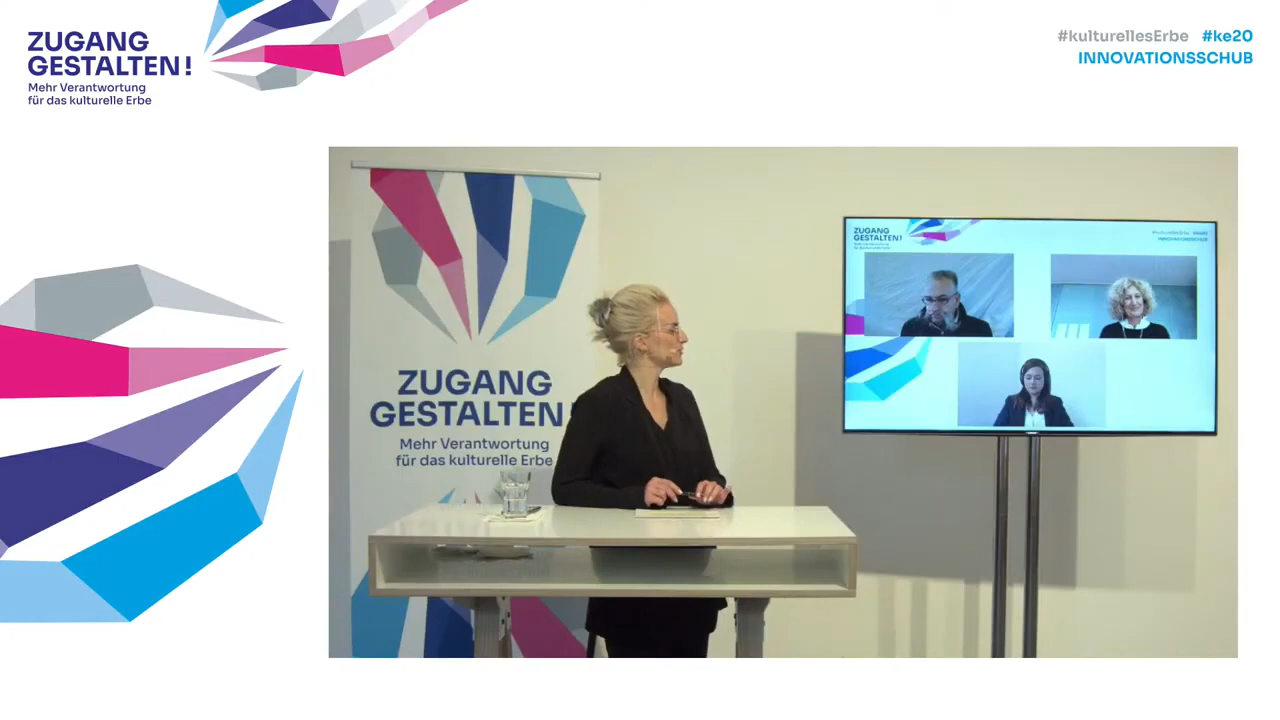 ZUGANG
GESTALTEN!
Mehr Verantwortung
für das kulturelle Erbe
#kulturellesErbe #ke20
INNOVATIONSSCHUB
ZUGANG
GESTALTEN
Mehr Verantwortung
für das kulturelle Erbe
ZUGANG
GESTALTEN!
INNOVATIONSSCHUB